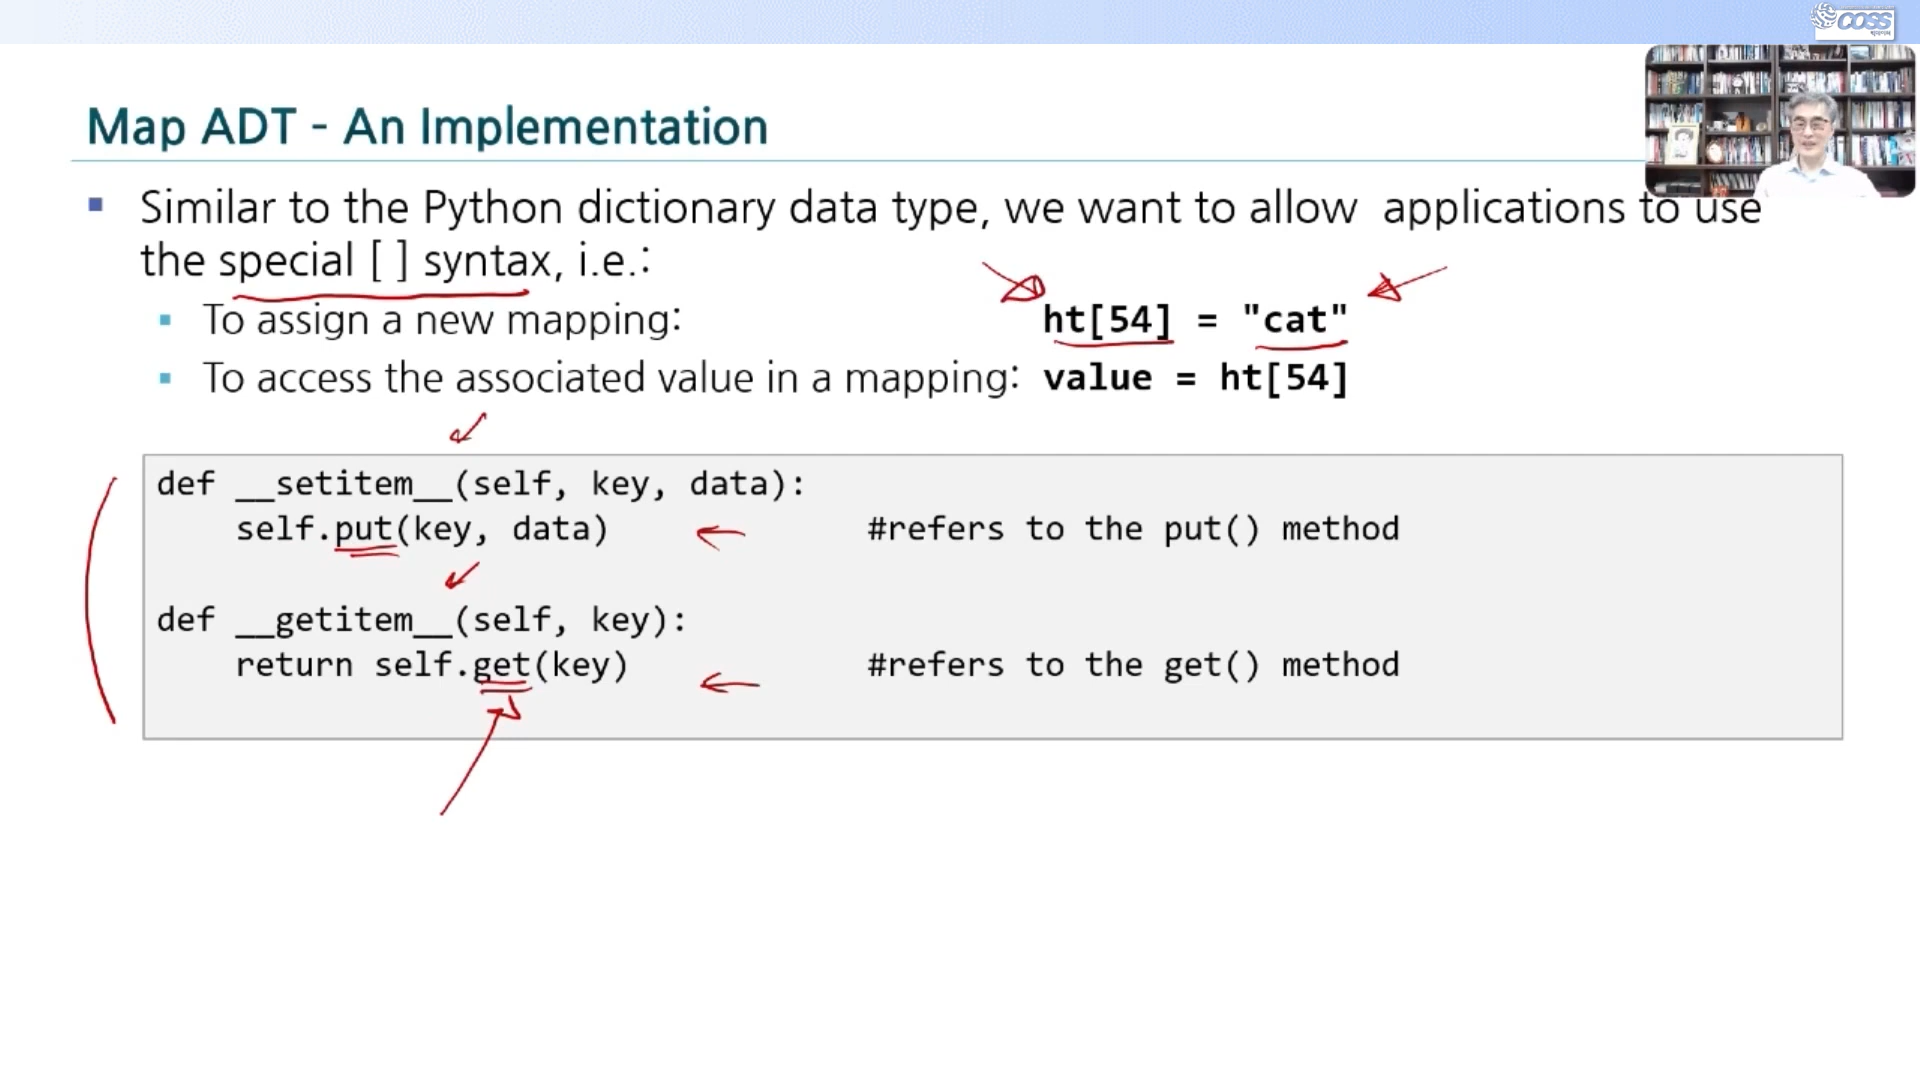 COSS
Map ADT - An Implementation
Similar to the Python dictionary data type, we want to allow applications to use
the special [ ] syntax, i.e.:
To assign a new mapping: ht[54] = "cat"
To access the associated value in a mapping: value = ht[54]
def __setitem__(self, key, data):
self.put(key, data) #refers to the put() method
def __getitem__(self, key):
return self.get(key) #refers to the get() method